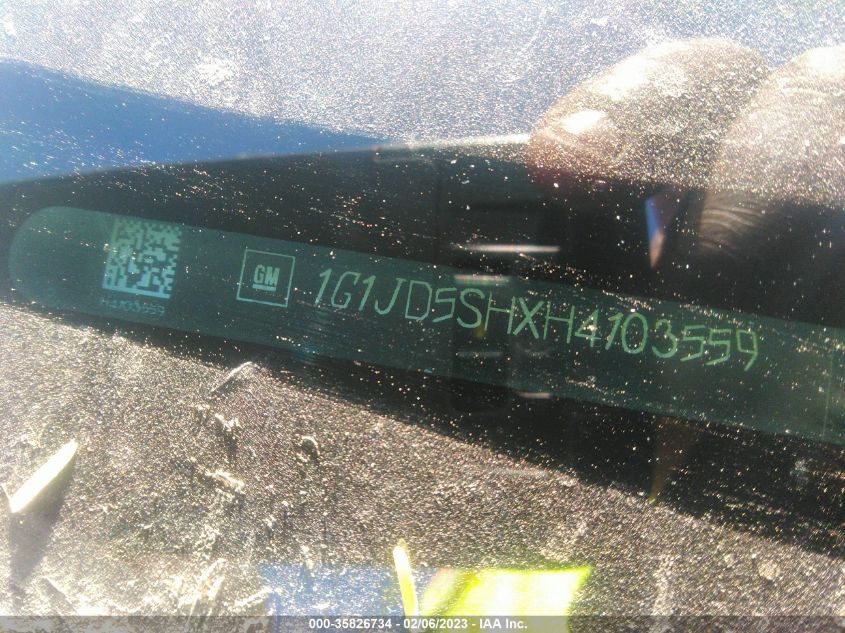 GM 1G1JD5SHXH4103559
H4103559
000-35826734 - 02/06/2023 - IAA Inc.